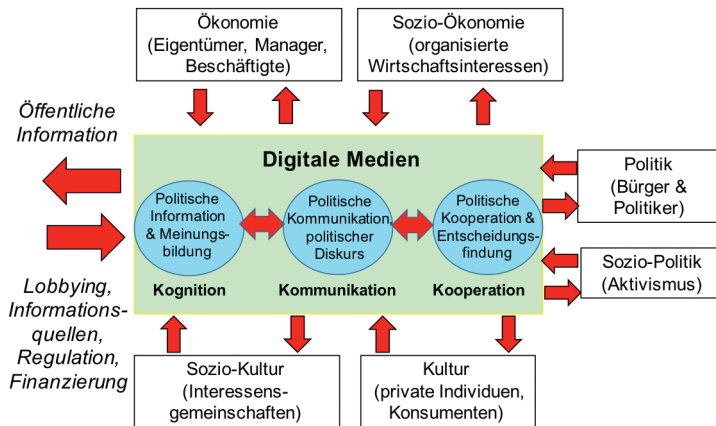 Ökonomie
(Eigentümer, Manager,
Beschäftigte)
Sozio-Ökonomie
(organisierte
Wirtschaftsinteressen)
Öffentliche
Information
Digitale Medien
Politische
Information
& Meinungs-
bildung
Politische
Kommunikation,
politischer
Diskurs
Politische
Kooperation &
Entscheidungs-
findung
Kognition
Kommunikation
Kooperation
Politik
(Bürger &
Politiker)
Sozio-Politik
(Aktivismus)
Lobbying,
Informations-
quellen,
Regulation,
Finanzierung
Sozio-Kultur
(Interessens-
gemeinschaften)
Kultur
(private Individuen,
Konsumenten)